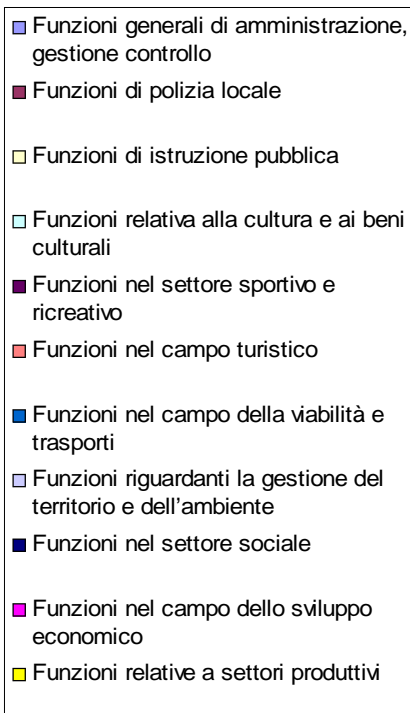 Funzioni generali di amministrazione,
gestione controllo
Funzioni di polizia locale
Funzioni di istruzione pubblica
Funzioni relativa alla cultura e ai beni
culturali
Funzioni nel settore sportivo e
ricreativo
Funzioni nel campo turistico
Funzioni nel campo della viabilità e
trasporti
Funzioni riguardanti la gestione del
territorio e dell'ambiente
Funzioni nel settore sociale
Funzioni nel campo dello sviluppo
economico
Funzioni relative a settori produttivi